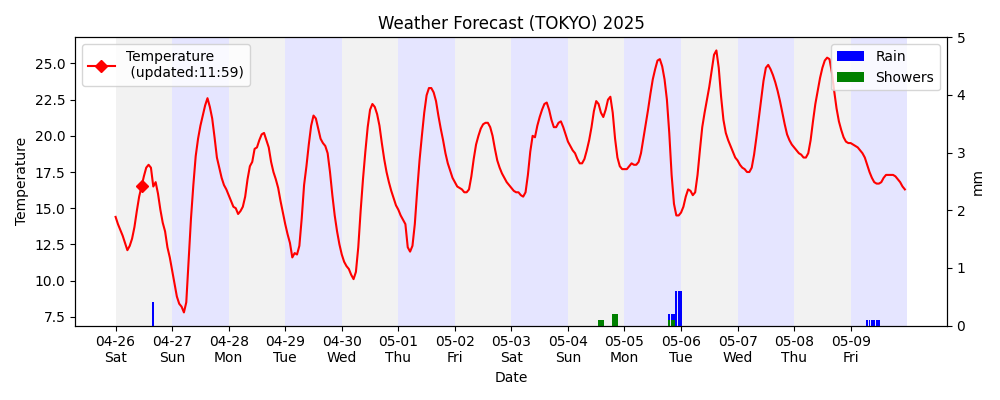 Weather Forecast (TOKYO) 2025
Temperature
(updated:11:59)
Rain
Showers
25.0
22.5
20.0
17.5
15.0
12.5
10.0
7.5
Temperature
5
4
3
2
1
0
mm
04-26 04-27 04-28 04-29 04-30 05-01 05-02 05-03 05-04 05-05 05-06 05-07 05-08 05-09
Sat Sun Mon Tue Wed Thu Fri Sat Sun Mon Tue Wed Thu Fri
Date